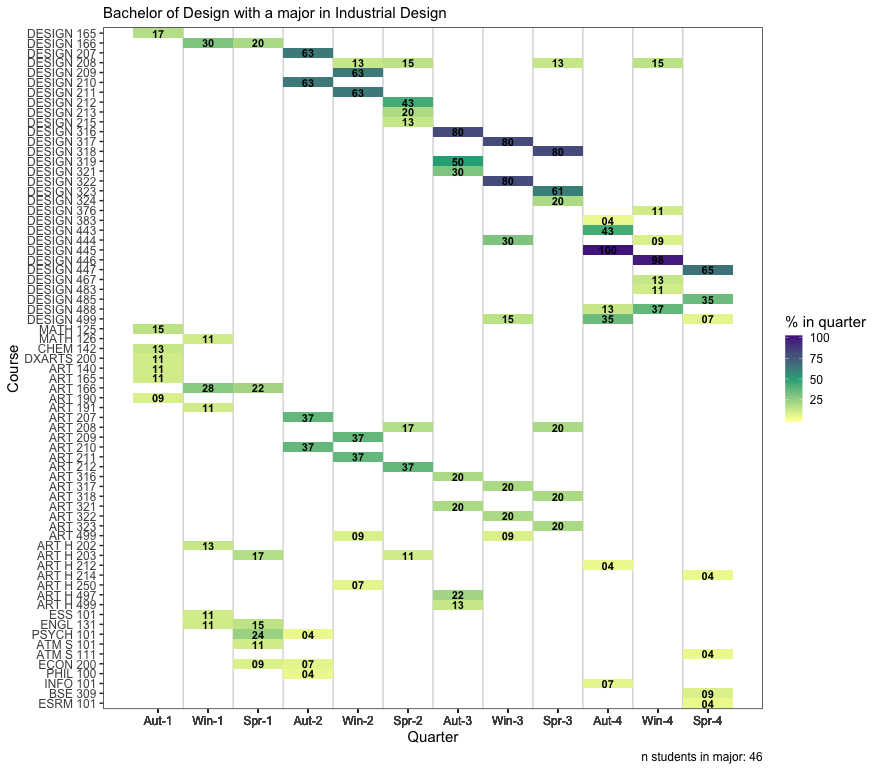 Bachelor of Design with a major in Industrial Design
DESIGN 165 17
DESIGN 166 30 20
DESIGN 207 63
DESIGN 208 13 15 13 15
DESIGN 209 63
DESIGN 210 63
DESIGN 211 63
DESIGN 212 43
DESIGN 213 20
DESIGN 215 13
DESIGN 316 80
DESIGN 317 80
DESIGN 318 80
DESIGN 319 50
DESIGN 321 30
DESIGN 322 80
DESIGN 323 61
DESIGN 324 20
DESIGN 376 11
DESIGN 383 04
DESIGN 443 43
DESIGN 444 30 09
DESIGN 445 100
DESIGN 446 98
DESIGN 447 65
DESIGN 467 13
DESIGN 483 11
DESIGN 485 35
DESIGN 488 13 37
DESIGN 499 15 35 07
MATH 125 15
MATH 126 11
CHEM 142 13
DXARTS 200 11
ART 140 11
ART 165 11
ART 166 28 22
ART 190 09
ART 191 11
ART 207 37
ART 208 17 20
ART 209 37
ART 210 37
ART 211 37
ART 212 37
ART 316 20
ART 317 20
ART 318 20
ART 321 20
ART 322 20
ART 323 20
ART 499 09 09
ART H 202 13
ART H 203 17 11
ART H 212 04
ART H 214 04
ART H 250 07
ART H 497 22
ART H 499 13
ESS 101 11
ENGL 131 11 15
PSYCH 101 24 04
ATM S 101 11
ATM S 111 04
ECON 200 09 07
PHIL 100 04
INFO 101 07
BSE 309 09
ESRM 101 04
Course
Aut-1 Win-1 Spr-1 Aut-2 Win-2 Spr-2 Aut-3 Win-3 Spr-3 Aut-4 Win-4 Spr-4
Quarter
% in quarter
100
75
50
25
n students in major: 46